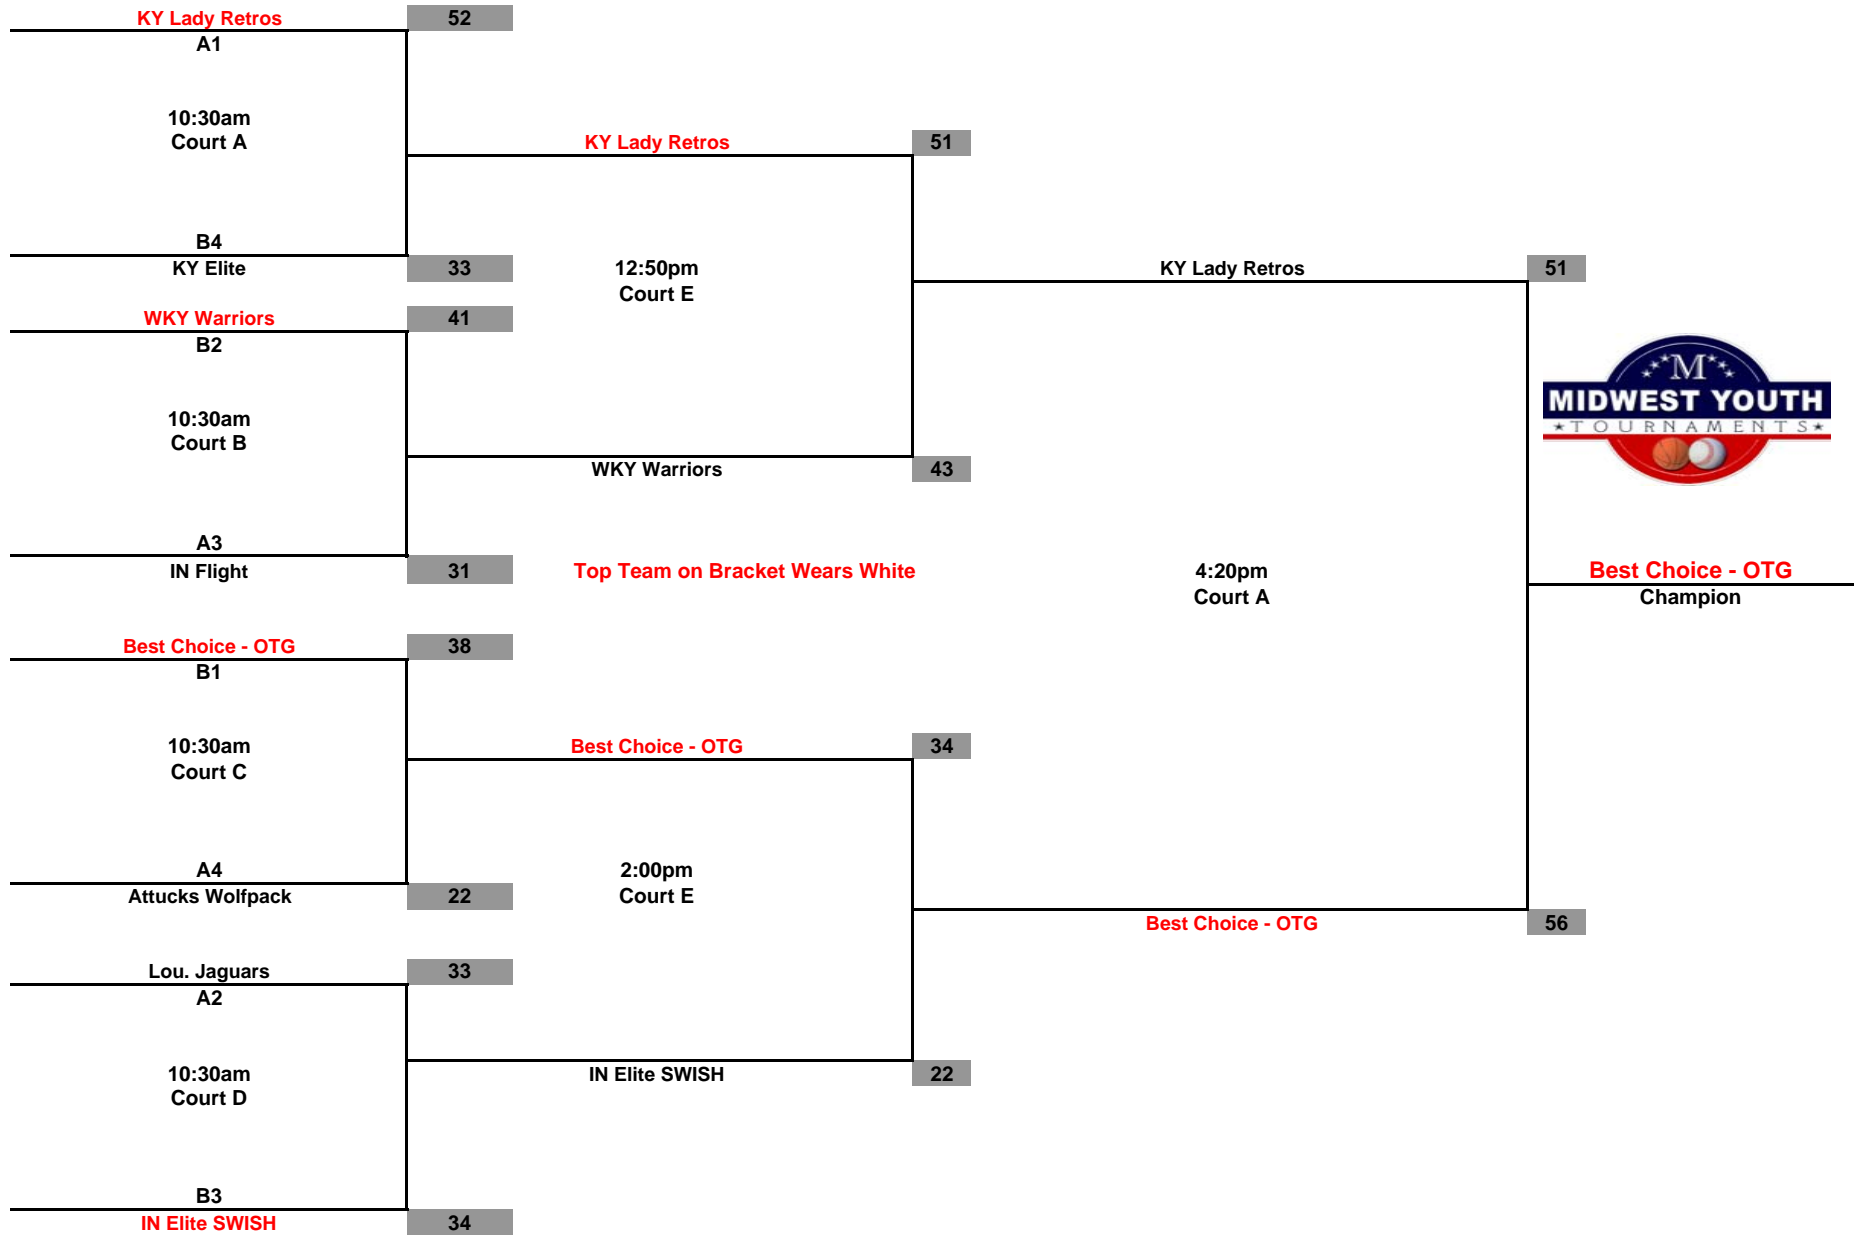 KY Lady Retros 52
A1
10:30am
Court A
KY Lady Retros 51
B4
KY Elite 33
12:50pm
Court E
KY Lady Retros 51
WKY Warriors 41
B2
10:30am
Court B
M
MIDWEST YOUTH
TOURNAMENTS
WKY Warriors 43
A3
IN Flight 31
Top Team on Bracket Wears White
4:20pm
Court A
Best Choice - OTG
Champion
Best Choice - OTG 38
B1
10:30am
Court C
Best Choice - OTG 34
A4
Attucks Wolfpack 22
2:00pm
Court E
Best Choice - OTG 56
Lou. Jaguars 33
A2
10:30am
Court D
IN Elite SWISH 22
B3
IN Elite SWISH 34